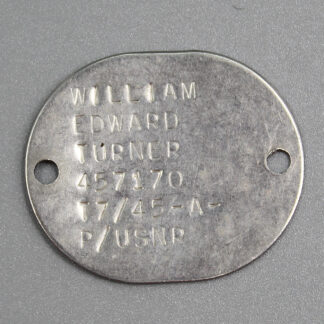 WILLIAM
EDWARD
TURNER
457170
T7/45-A-
P/USNR